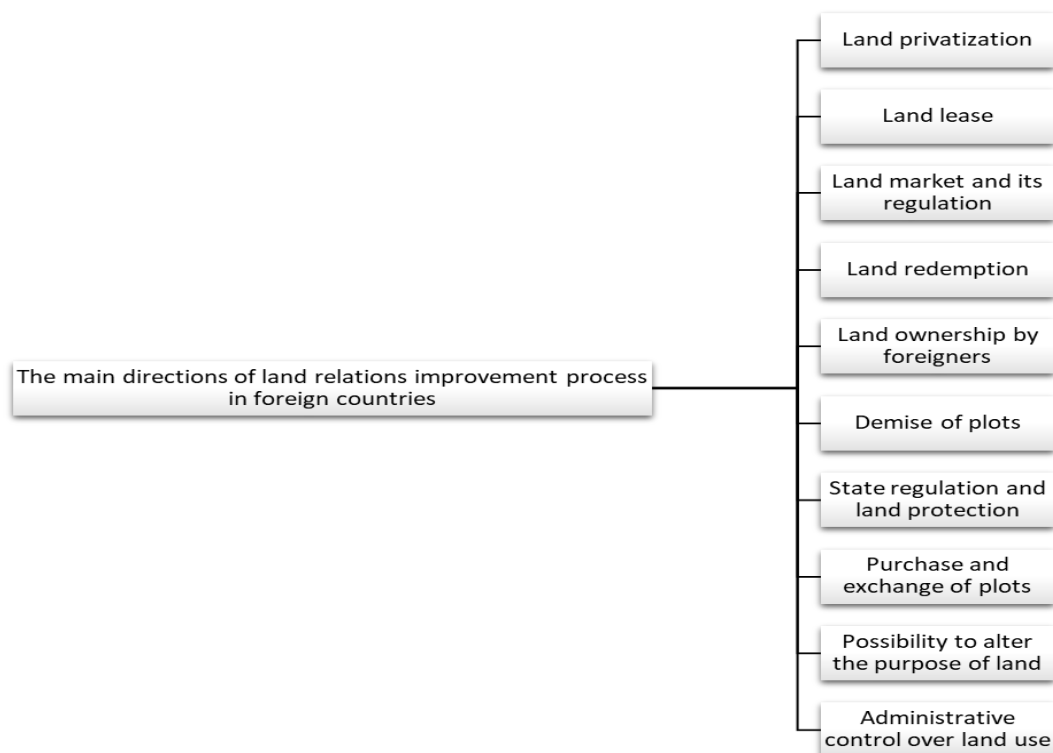 Land privatization
Land lease
Land market and its
regulation
Land redemption
Land ownership by
foreigners
The main directions of land relations improvement process
in foreign countries
Demise of plots
State regulation and
land protection
Purchase and
exchange of plots
Possibility to alter
the purpose of land
Administrative
control over land use